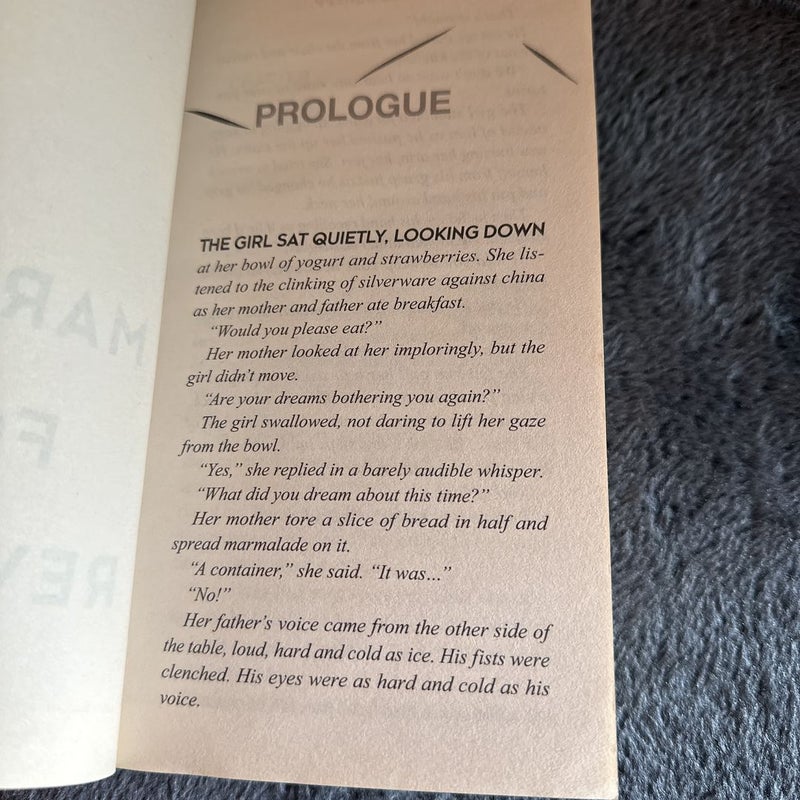 PROLOGUE
THE GIRL SAT QUIETLY, LOOKING DOWN
at her bowl of yogurt and strawberries. She lis-
tened to the clinking of silverware against china
as her mother and father ate breakfast.
“Would you please eat?”
Her mother looked at her imploringly, but the
girl didn’t move.
“Are your dreams bothering you again?”
The girl swallowed, not daring to lift her gaze
from the bowl.
“Yes,” she replied in a barely audible whisper.
“What did you dream about this time?”
Her mother tore a slice of bread in half and
spread marmalade on it.
“A container,” she said. “It was...”
“No!”
Her father’s voice came from the other side of
the table, loud, hard and cold as ice. His fists were
clenched. His eyes were as hard and cold as his
voice.